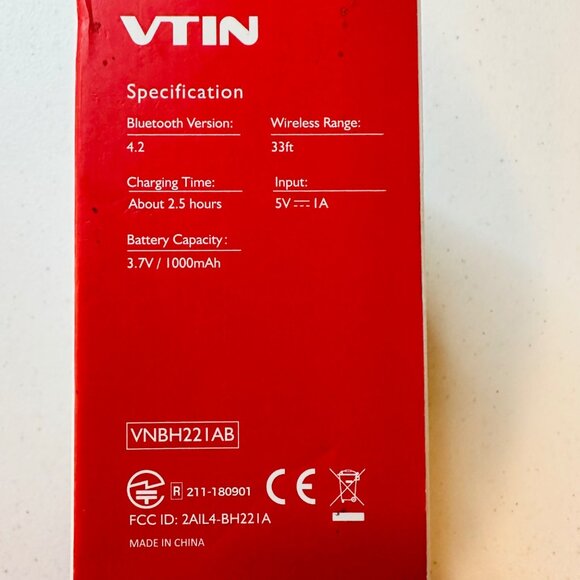 VTIN
Specification
Bluetooth Version:
4.2
Wireless Range:
33ft
Charging Time:
About 2.5 hours
Input:
5V⎓1A
Battery Capacity:
3.7V / 1000mAh
VNBH221AB
R 211-180901 CE
FCC ID: 2AIL4-BH221A
MADE IN CHINA